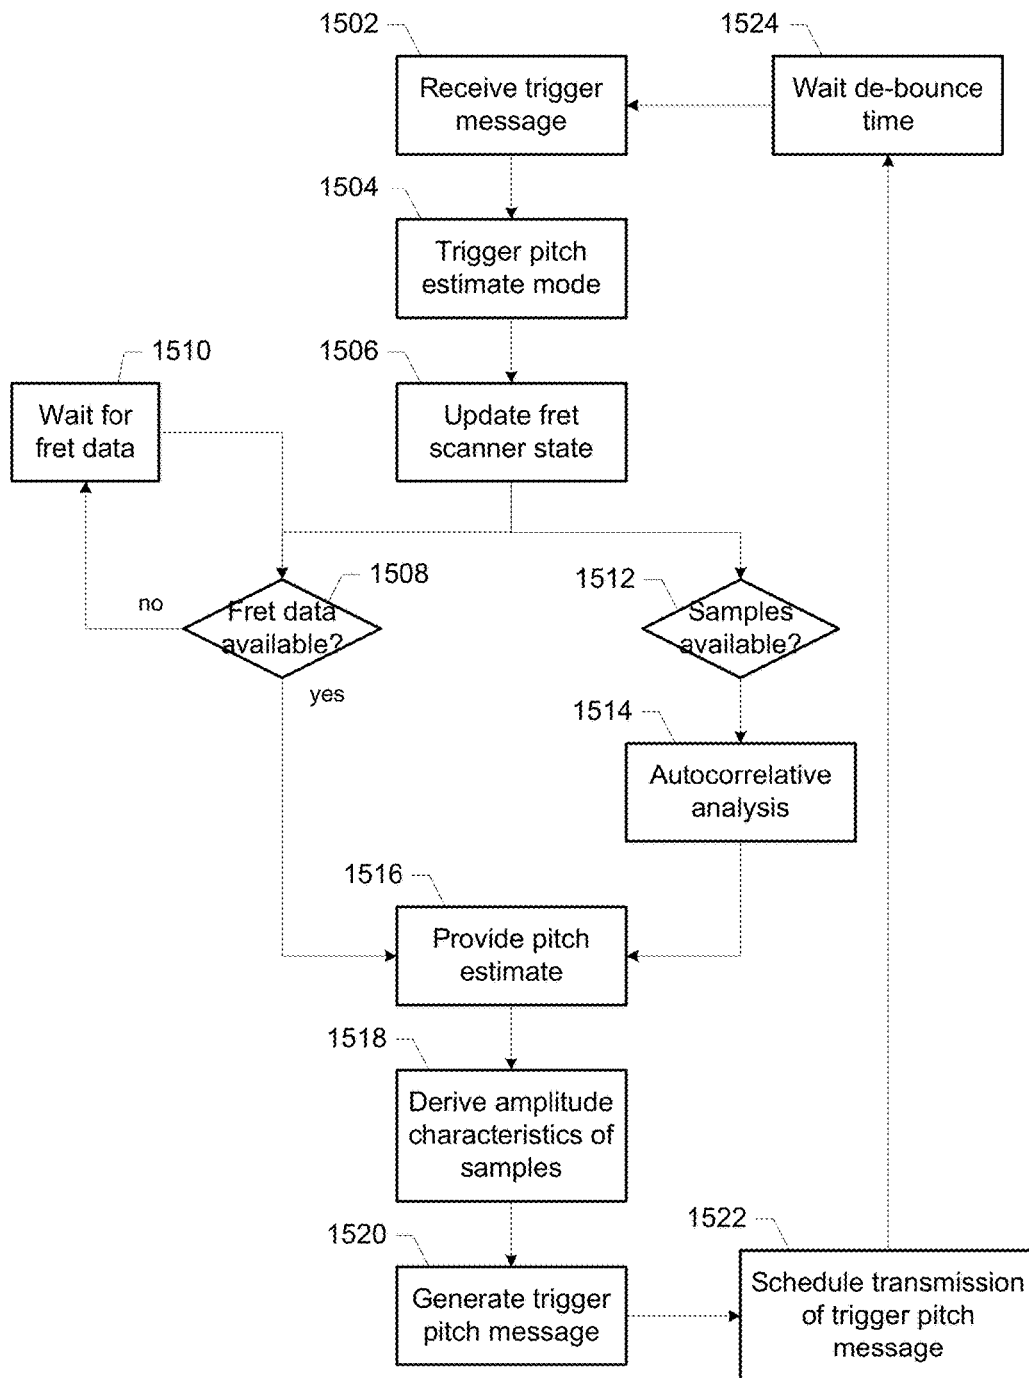 1502
Receive trigger
message
1524
Wait de-bounce
time
1504
Trigger pitch
estimate mode
1506
Update fret
scanner state
1510
Wait for
fret data
1508
Fret data
available?
no
yes
1512
Samples
available?
1514
Autocorrelative
analysis
1516
Provide pitch
estimate
1518
Derive amplitude
characteristics of
samples
1520
Generate trigger
pitch message
1522
Schedule transmission
of trigger pitch
message